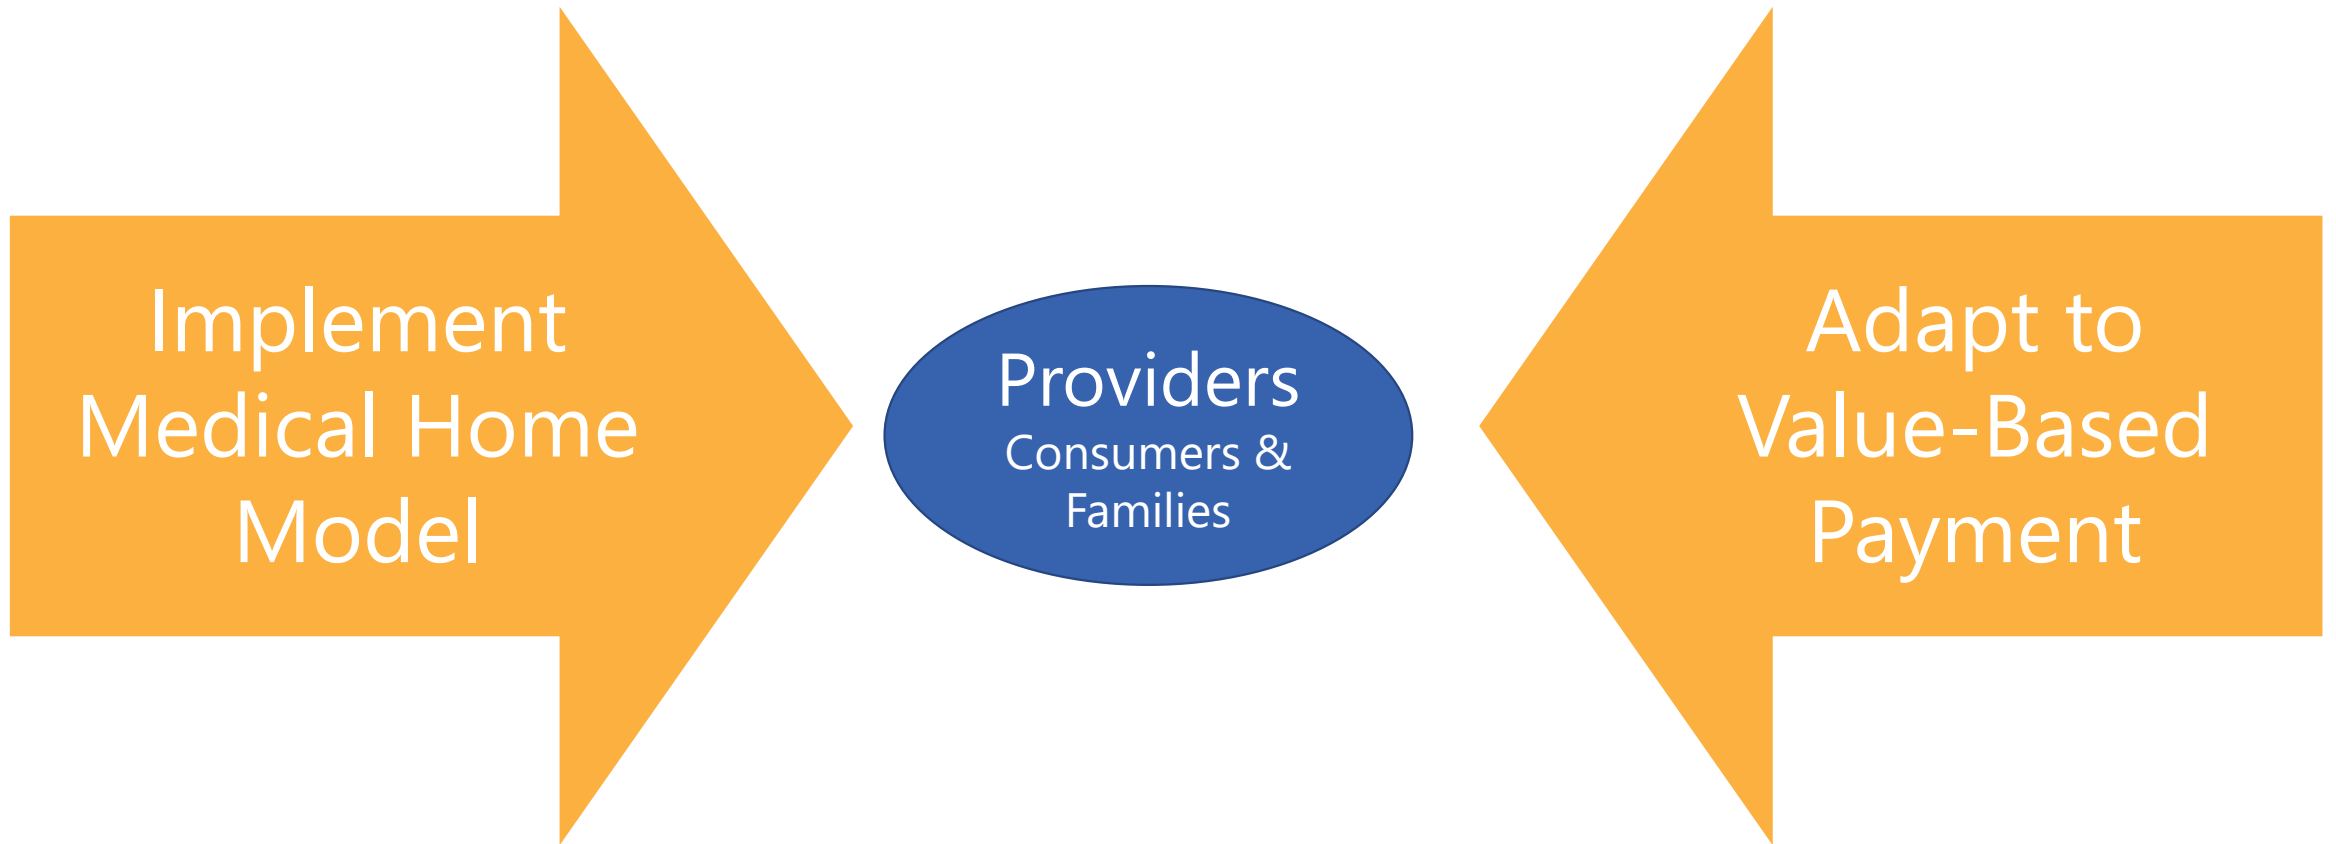 Implement
Medical Home
Model
Providers
Consumers &
Families
Adapt to
Value-Based
Payment